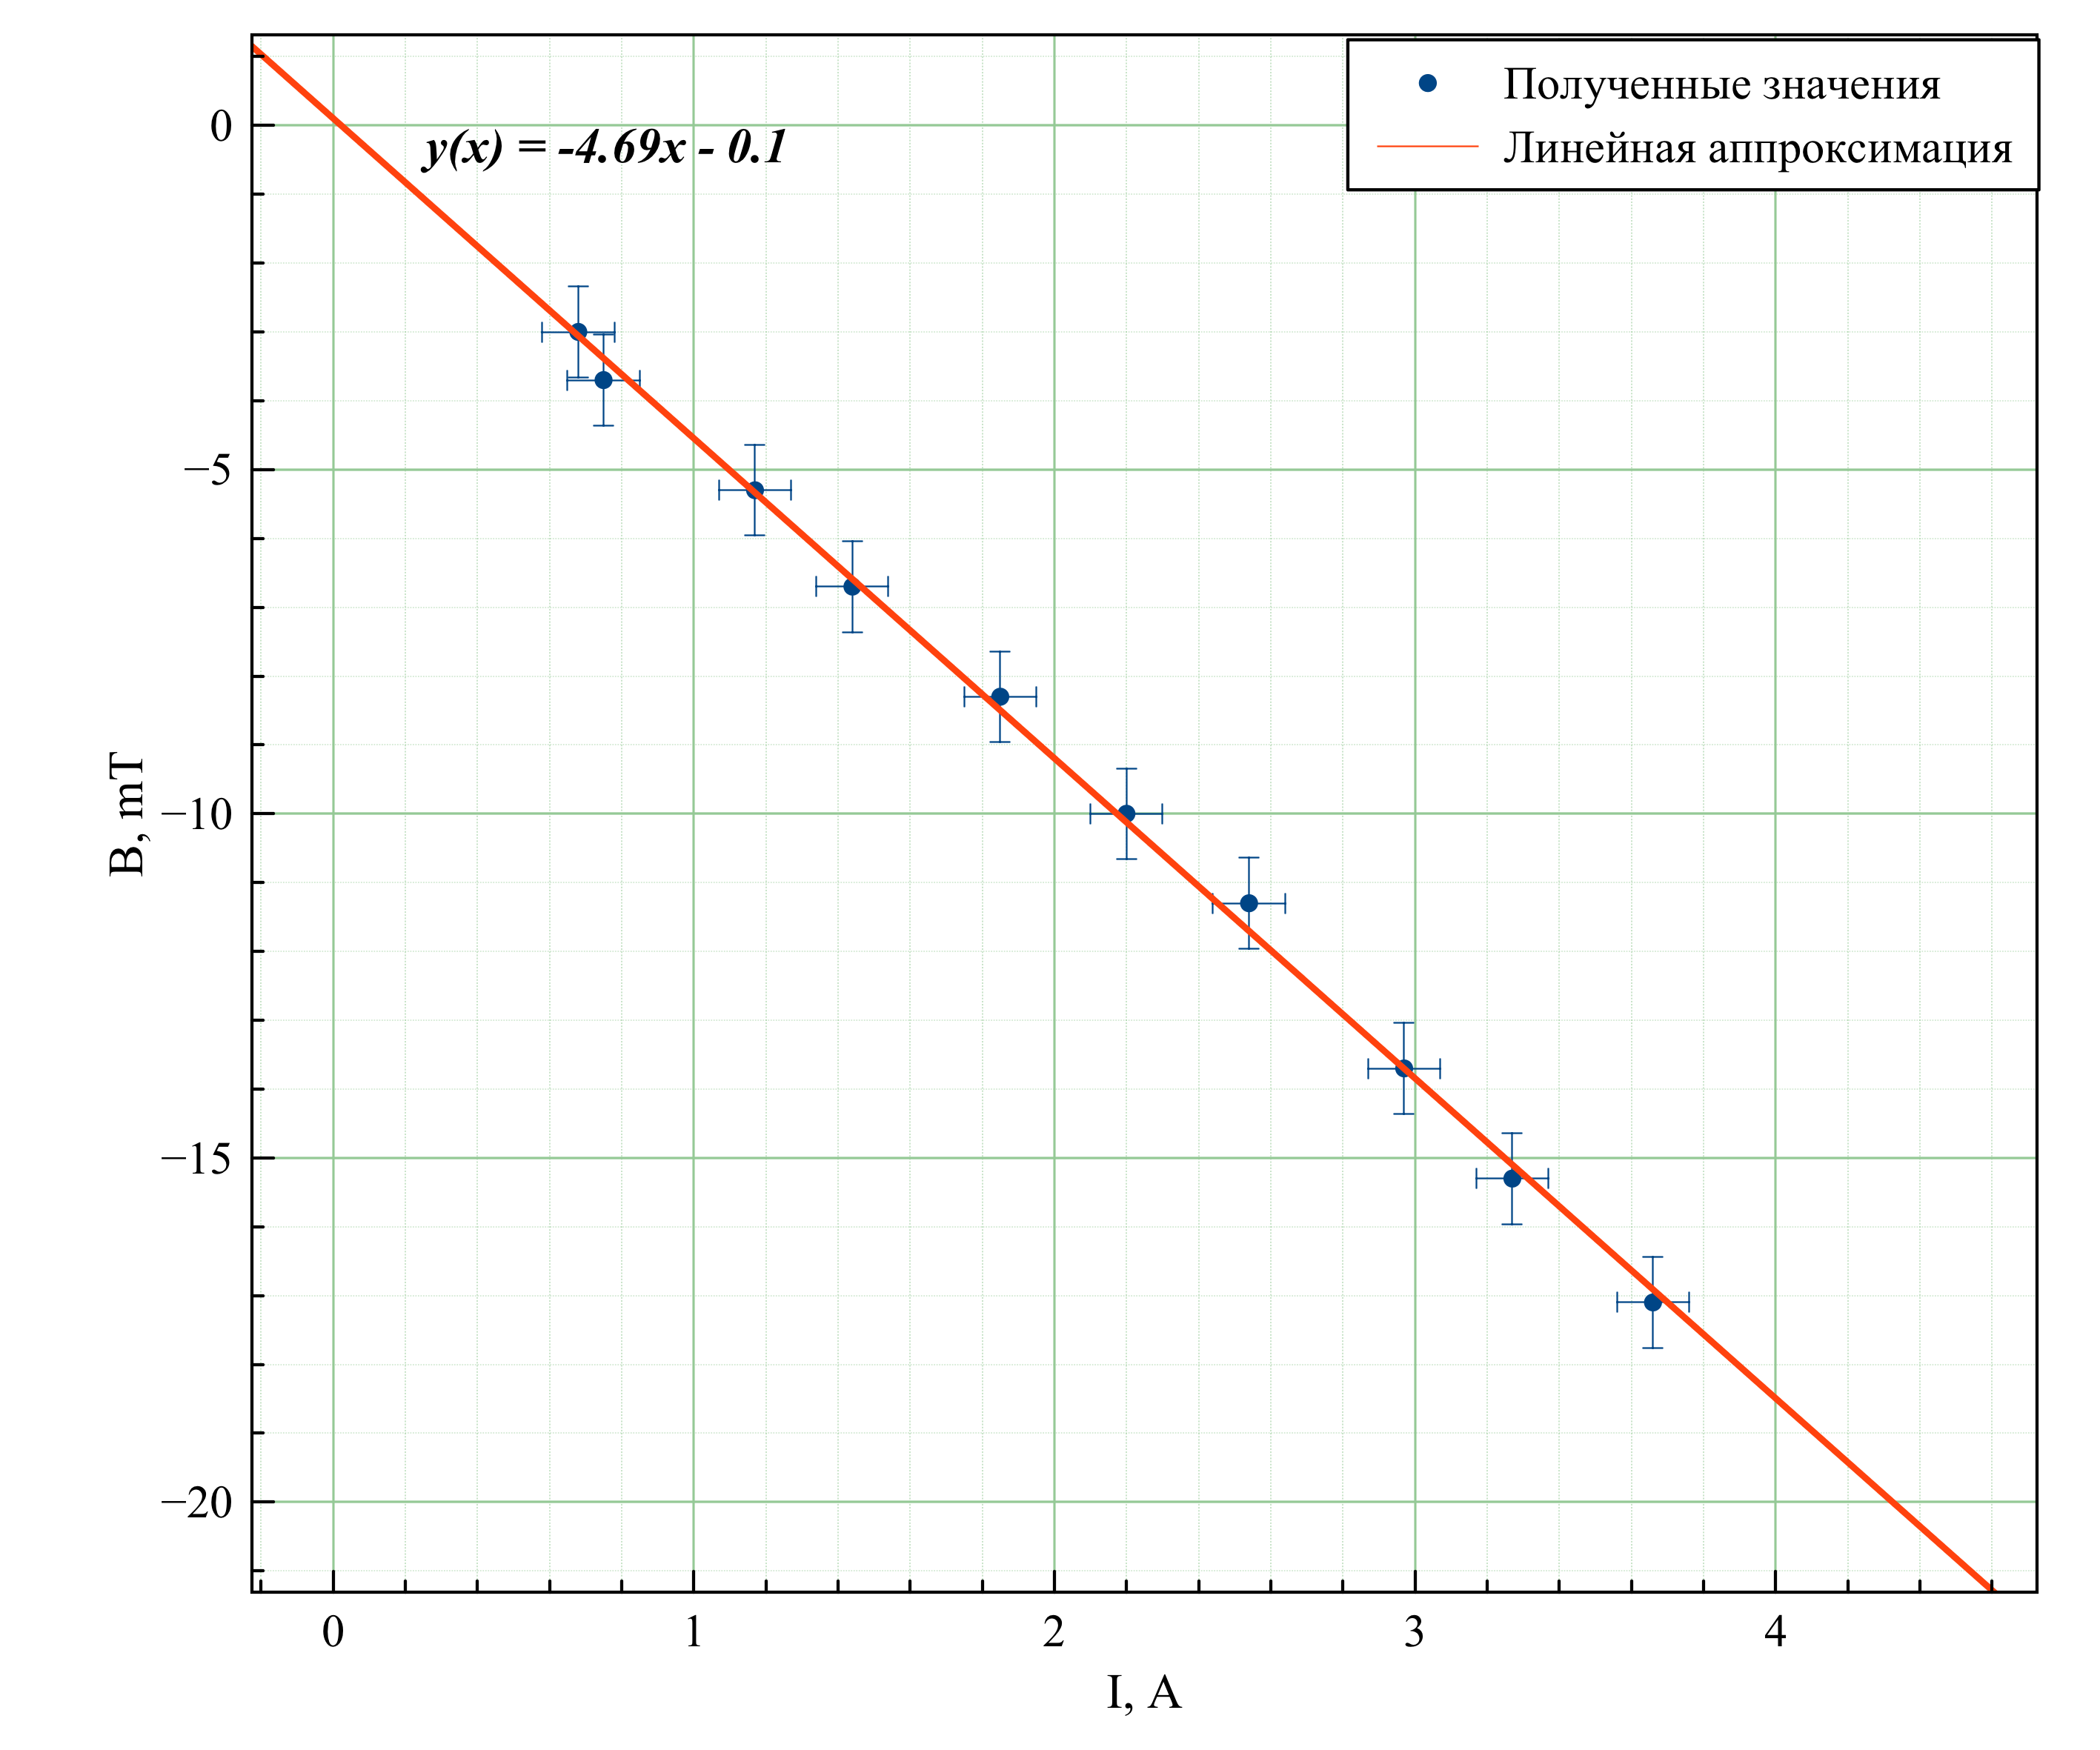 Полученные значения
Линейная аппроксимация
y(x) = -4.69x - 0.1
0
−5
−10
−15
−20
B, mT
0 1 2 3 4
I, A